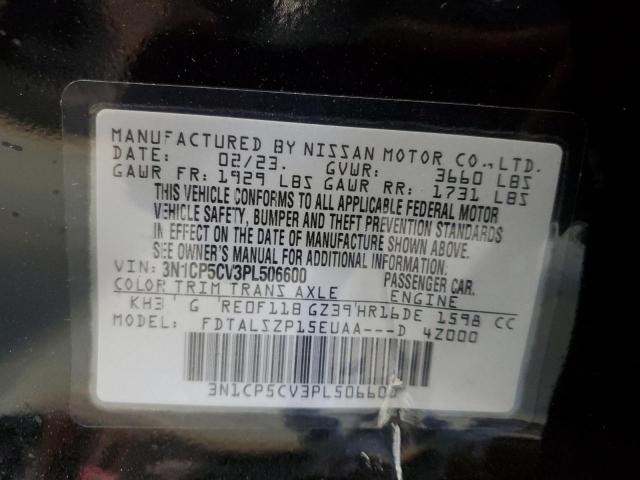 MANUFACTURED BY NISSAN MOTOR CO.,LTD.
DATE: 02/23. GVWR: 3660 LBS
GAWR FR: 1929 LBS GAWR RR: 1731 LBS
THIS VEHICLE CONFORMS TO ALL APPLICABLE FEDERAL MOTOR
VEHICLE SAFETY, BUMPER AND THEFT PREVENTION STANDARDS
IN EFFECT ON THE DATE OF MANUFACTURE SHOWN ABOVE.
SEE OWNER'S MANUAL FOR ADDITIONAL INFORMATION.
VIN: 3N1CP5CV3PL506600 PASSENGER CAR.
COLOR TRIM TRANS AXLE ENGINE
KH3 G RE0F11B GZ39 HR16DE 1598 CC
MODEL: FDTALSZP15EUAA---D 4Z000
3N1CP5CV3PL506600